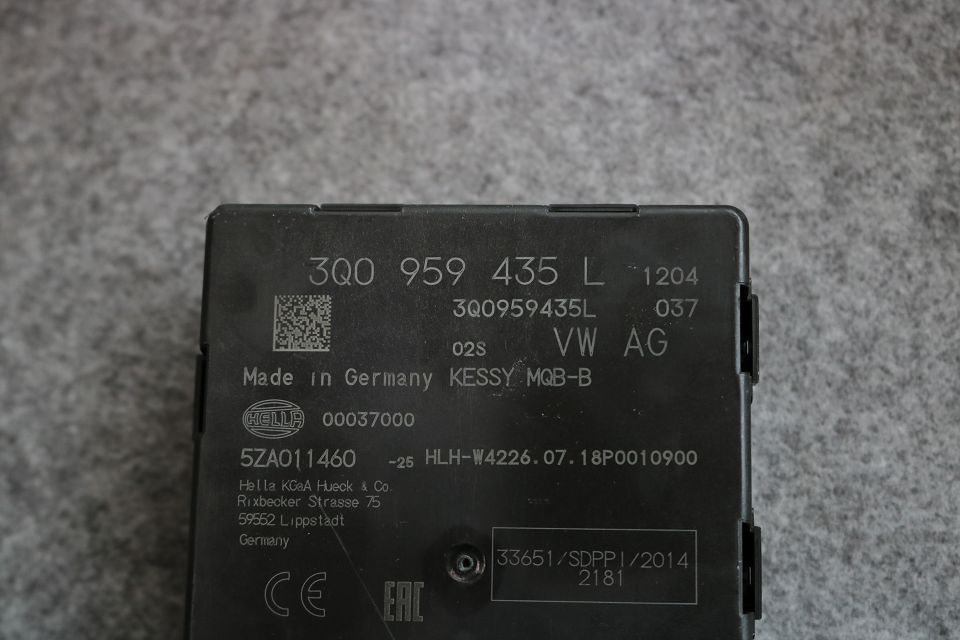 3Q0 959 435 L 1204
3Q0959435L 037
02S VW AG
Made in Germany KESSY MQB-B
HELLA 00037000
5ZA011460 -25 HLH-W4226.07.18P0010900
Hella KGaA Hueck & Co.
Rixbecker Strasse 75
59552 Lippstadt
Germany
33651/SDPPI/2014
2181
CE EAC